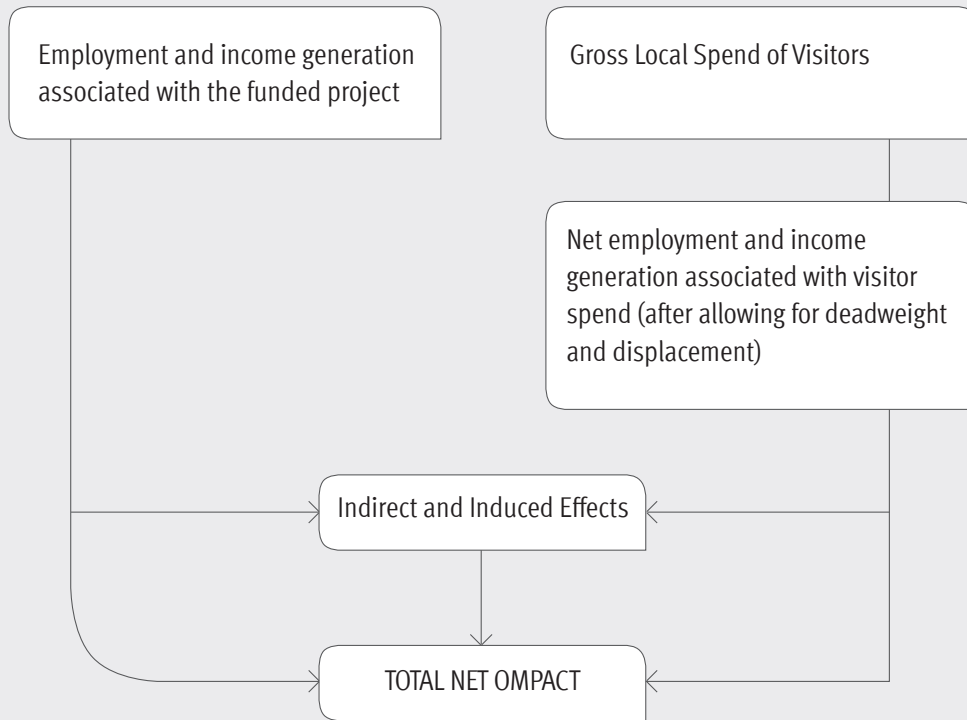 Employment and income generation
associated with the funded project
Gross Local Spend of Visitors
Net employment and income
generation associated with visitor
spend (after allowing for deadweight
and displacement)
Indirect and Induced Effects
TOTAL NET OMPACT